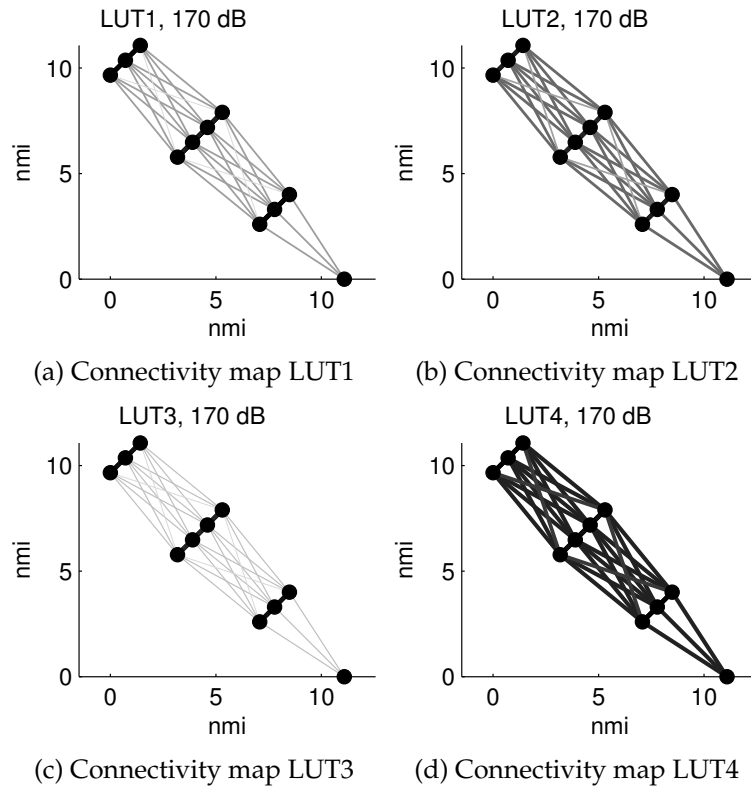 LUT1, 170 dB
LUT2, 170 dB
10
5
0
nmi
0 5 10
nmi
10
5
0
nmi
0 5 10
nmi
(a) Connectivity map LUT1
(b) Connectivity map LUT2
LUT3, 170 dB
LUT4, 170 dB
10
5
0
nmi
0 5 10
nmi
10
5
0
nmi
0 5 10
nmi
(c) Connectivity map LUT3
(d) Connectivity map LUT4